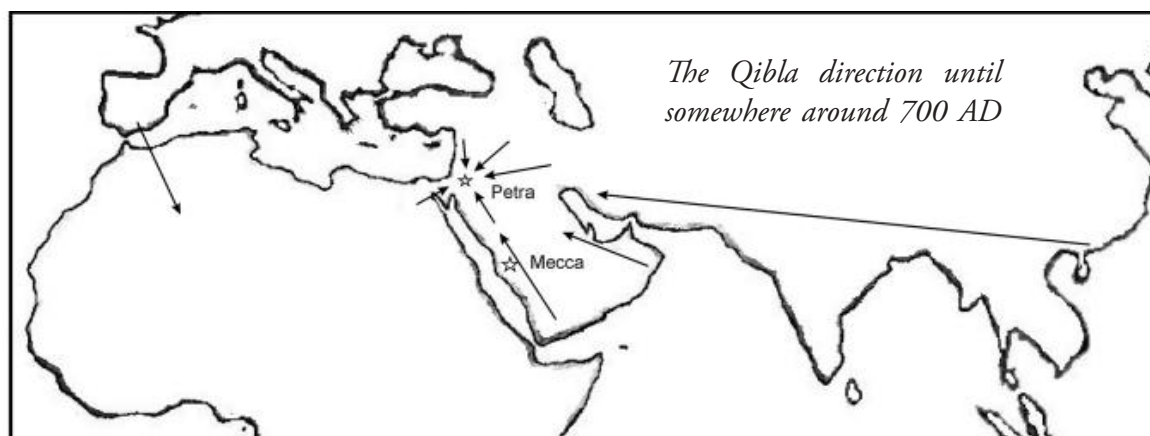 The Qibla direction until
somewhere around 700 AD
Petra
Mecca